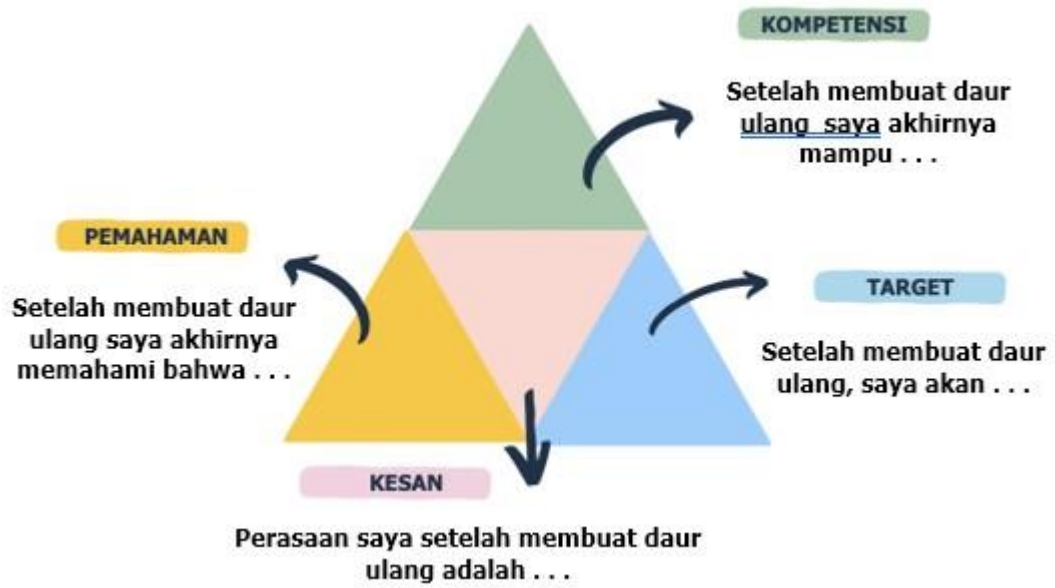 KOMPETENSI
Setelah membuat daur
ulang saya akhirnya
mampu . . .
PEMAHAMAN
Setelah membuat daur
ulang saya akhirnya
memahami bahwa . . .
TARGET
Setelah membuat daur
ulang, saya akan . . .
KESAN
Perasaan saya setelah membuat daur
ulang adalah . . .